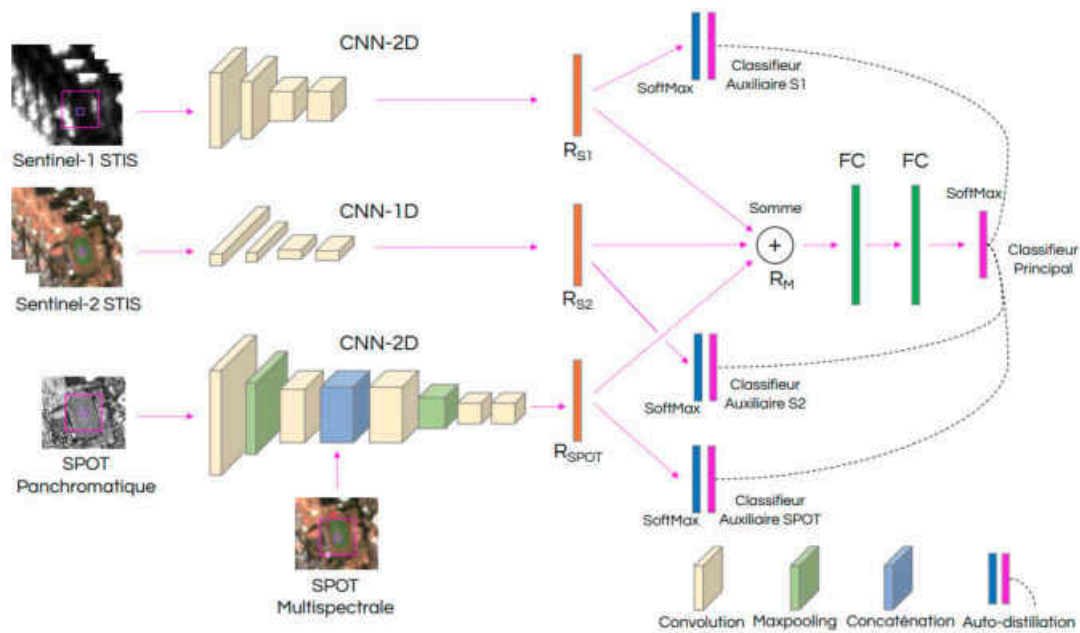 CNN-2D
Sentinel-1 STIS
R_S1
SoftMax
Classifieur
Auxiliaire S1
CNN-1D
Sentinel-2 STIS
R_S2
Somme
+
R_M
FC
FC
SoftMax
Classifieur
Principal
CNN-2D
SPOT
Panchromatique
SPOT
Multispectrale
R_SPOT
SoftMax
Classifieur
Auxiliaire S2
SoftMax
Classifieur
Auxiliaire SPOT
Convolution
Maxpooling
Concaténation
Auto-distillation